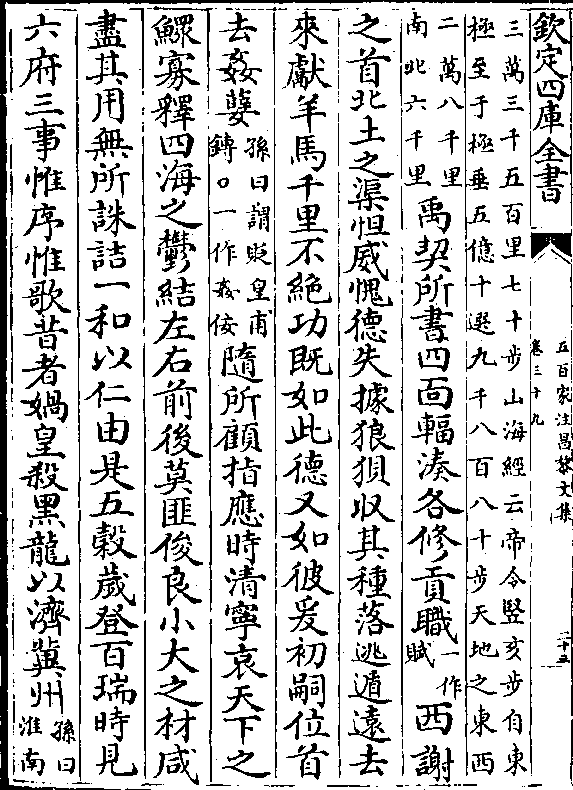 欽定四庫全書
五百家注昌黎文集
卷三十九
二十三
三萬三千五百里七十步山海經云帝令豎亥步自東
極至于極垂五億十選九千八百八十步天地之東西
二萬八千里
南北六千里
禹契所書四面輻湊各修貢職
一作
賦
西謝
之首北土之渠怛威愧德失據狼狽收其種落逃遁遠去
來獻羊馬千里不絶功既如此德又如彼爰初嗣位首
去姦孽
孫曰謂貶皇甫
鏄○一作姦佞
隨所顧指應時清寧哀天下之
鰥寡釋四海之鬱結左右前後莫匪俊良小大之材咸
盡其用無所誅詰一和以仁由是五穀歲登百瑞時見
六府三事惟序惟歌昔者媧皇殺黑龍以濟冀州
孫曰
淮南